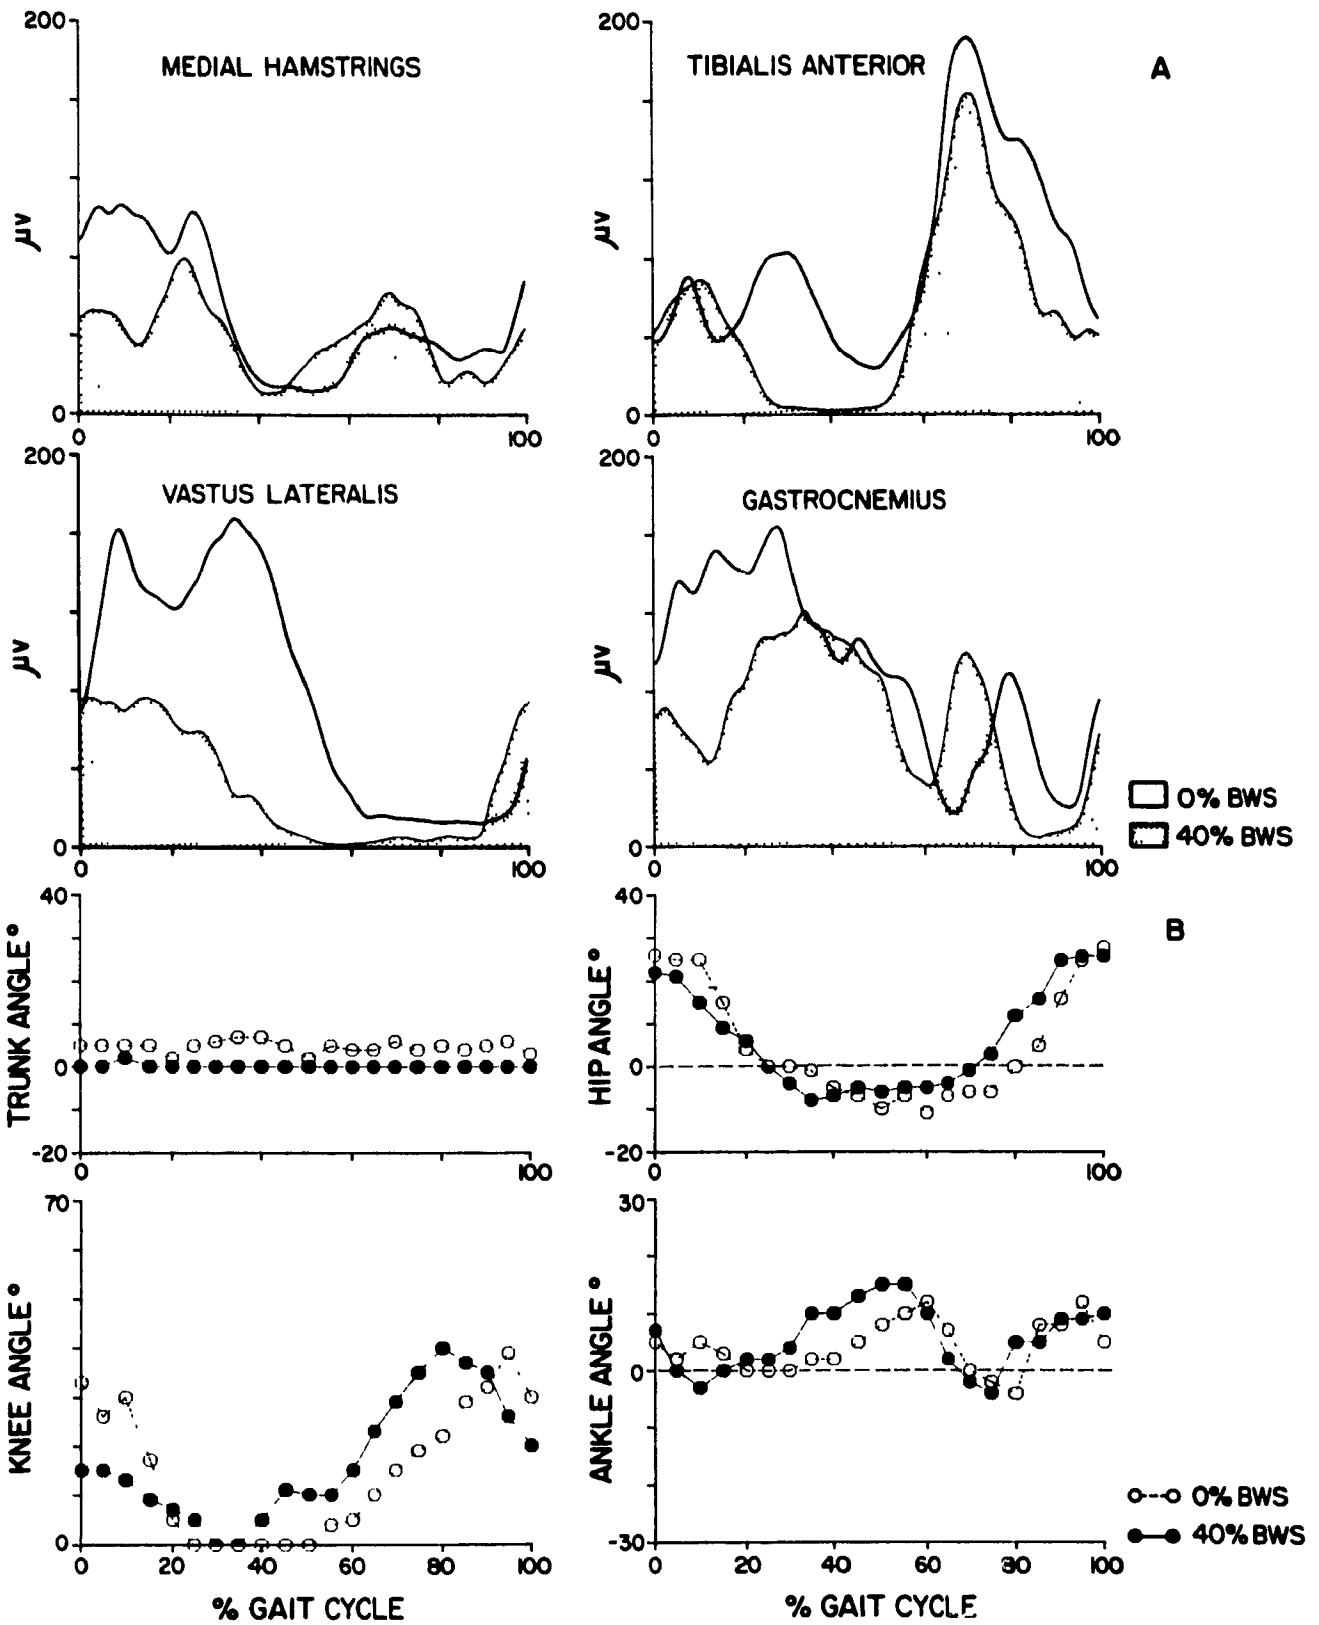 200
MEDIAL HAMSTRINGS
μv
0
0
100
200
TIBIALIS ANTERIOR
A
μv
0
0
100
200
VASTUS LATERALIS
μv
0
0
100
200
GASTROCNEMIUS
μv
0
0
100
0% BWS
40% BWS
40
TRUNK ANGLE°
0
-20
0
100
40
B
HIP ANGLE°
0
-20
0
100
70
KNEE ANGLE°
0
0 20 40 60 80 100
% GAIT CYCLE
30
ANKLE ANGLE°
0
-30
0 20 40 60 80 100
% GAIT CYCLE
0% BWS
40% BWS